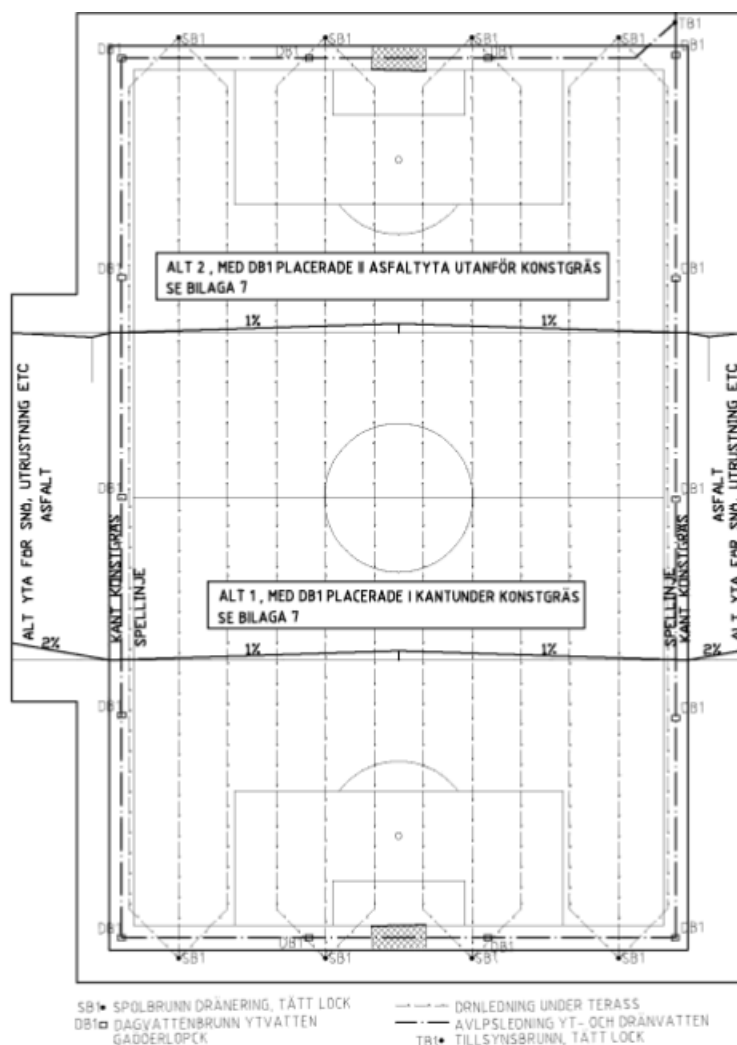 SB1 SB1 SB1 SB1 TB1
DB1 DB1 DB1 DB1
ALT 2 , MED DB1 PLACERADE II ASFALTYTA UTANFÖR KONSTGRÄS
SE BILAGA 7
DB1 DB1
1% 1%
ALT YTA FÖR SNÖ, UTRUSTNING ETC
ASFALT
KANT KONSTGRÄS
SPELLINJE
DB1 DB1
ALT 1 , MED DB1 PLACERADE I KANTUNDER KONSTGRÄS
SE BILAGA 7
SPELLINJE
KANT KONSTGRÄS
ASFALT
ALT YTA FÖR SNÖ, UTRUSTNING ETC
2% 1% 1% 2%
DB1 DB1
DB1 DB1 DB1 DB1
SB1 SB1 SB1 SB1
SB1 SPOLBRUNN DRÄNERING, TÄTT LOCK
DB1 DAGVATTENBRUNN YTVATTEN
GADDERLOPCK
DRNLEDNING UNDER TERASS
AVLPSLEDNING YT- OCH DRÄNVATTEN
TB1 TILLSYNSBRUNN, TÄTT LOCK